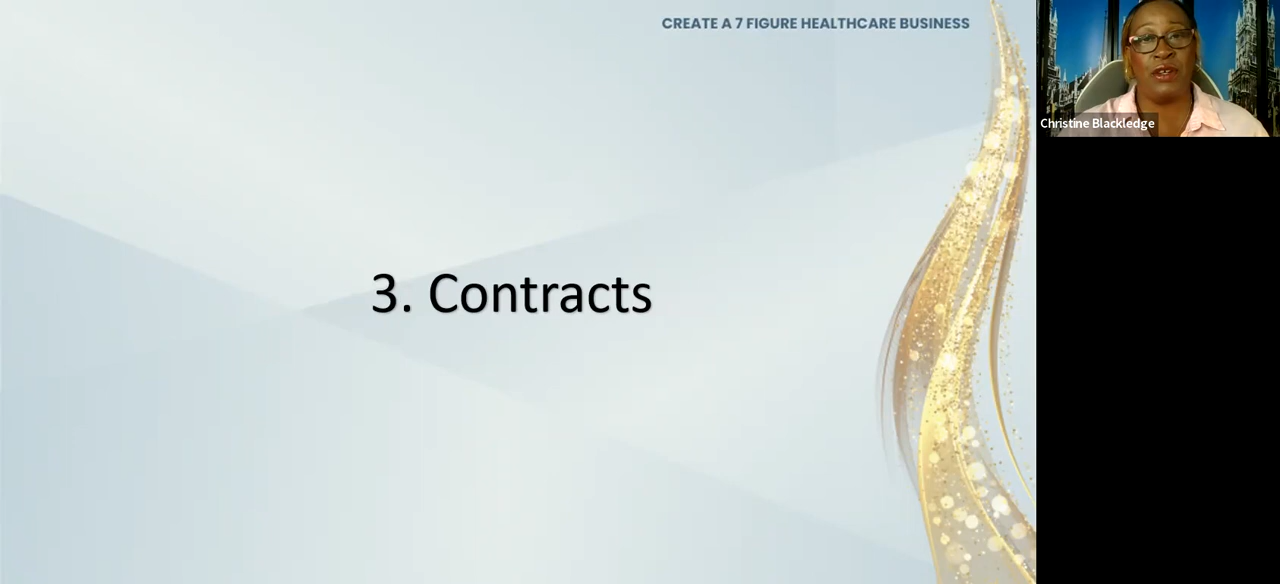 CREATE A 7 FIGURE HEALTHCARE BUSINESS
Christine Blackledge
3. Contracts